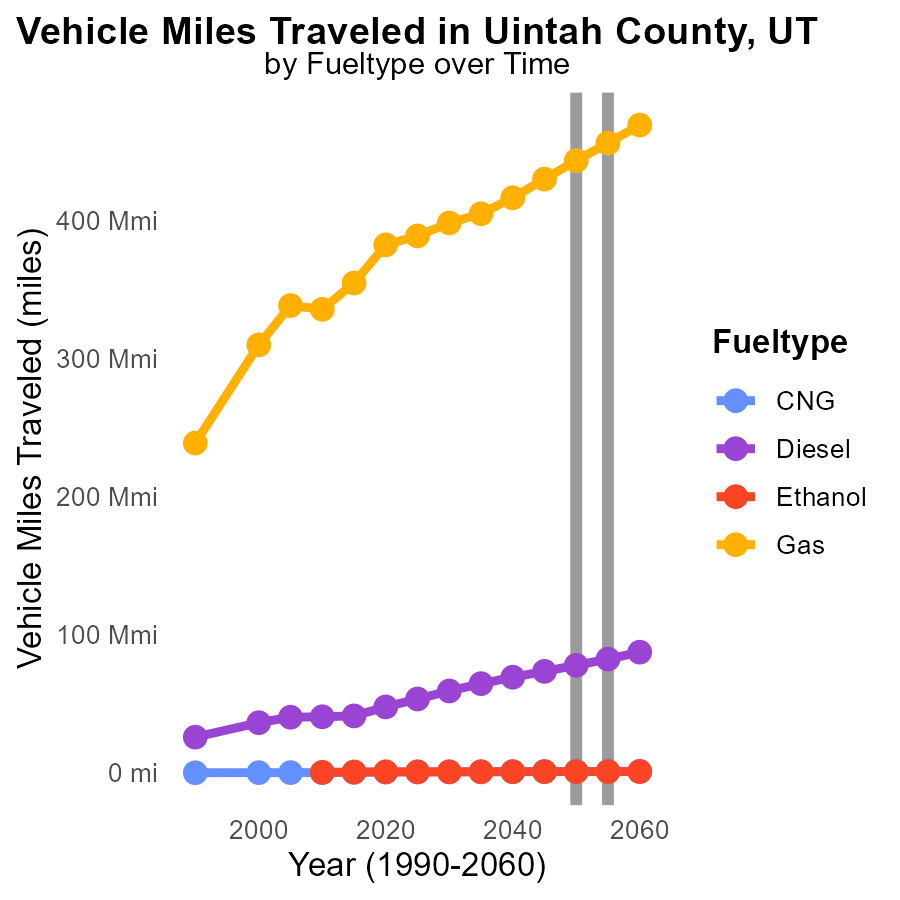 Vehicle Miles Traveled in Uintah County, UT
by Fueltype over Time
Vehicle Miles Traveled (miles)
400 Mmi
300 Mmi
200 Mmi
100 Mmi
0 mi
2000 2020 2040 2060
Year (1990-2060)
Fueltype
CNG
Diesel
Ethanol
Gas